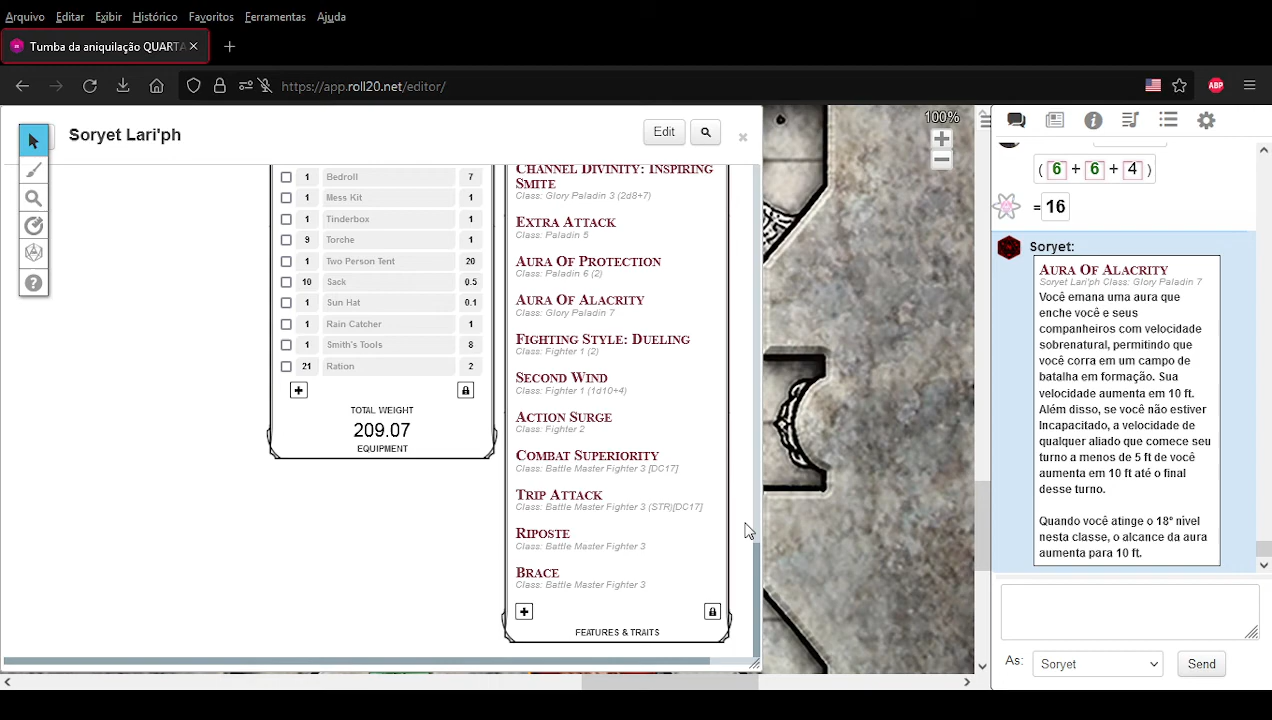 Arquivo Editar Exibir Histórico Favoritos Ferramentas Ajuda
Tumba da aniquilação QUARTA
https://app.roll20.net/editor/
ABP
Soryet Lari'ph
Edit
1 Bedroll 7
1 Mess Kit 1
1 Tinderbox 1
9 Torche 1
1 Two Person Tent 20
10 Sack 0.5
1 Sun Hat 0.1
1 Rain Catcher 1
1 Smith's Tools 8
21 Ration 2
TOTAL WEIGHT
209.07
EQUIPMENT
CHANNEL DIVINITY: INSPIRING
SMITE
Class: Glory Paladin 3 (2d8+7)
EXTRA ATTACK
Class: Paladin 5
AURA OF PROTECTION
Class: Paladin 6 (2)
AURA OF ALACRITY
Class: Glory Paladin 7
FIGHTING STYLE: DUELING
Class: Fighter 1 (2)
SECOND WIND
Class: Fighter 1 (1d10+4)
ACTION SURGE
Class: Fighter 2
COMBAT SUPERIORITY
Class: Battle Master Fighter 3 [DC17]
TRIP ATTACK
Class: Battle Master Fighter 3 (STR)[DC17]
RIPOSTE
Class: Battle Master Fighter 3
BRACE
Class: Battle Master Fighter 3
FEATURES & TRAITS
100%
( 6 + 6 + 4 )
= 16
Soryet:
AURA OF ALACRITY
Soryet Lari'ph Class: Glory Paladin 7
Você emana uma aura que
enche você e seus
companheiros com velocidade
sobrenatural, permitindo que
você corra em um campo de
batalha em formação. Sua
velocidade aumenta em 10 ft.
Além disso, se você não estiver
Incapacitado, a velocidade de
qualquer aliado que comece seu
turno a menos de 5 ft de você
aumenta em 10 ft até o final
desse turno.
Quando você atinge o 18º nível
nesta classe, o alcance da aura
aumenta para 10 ft.
As: Soryet Send